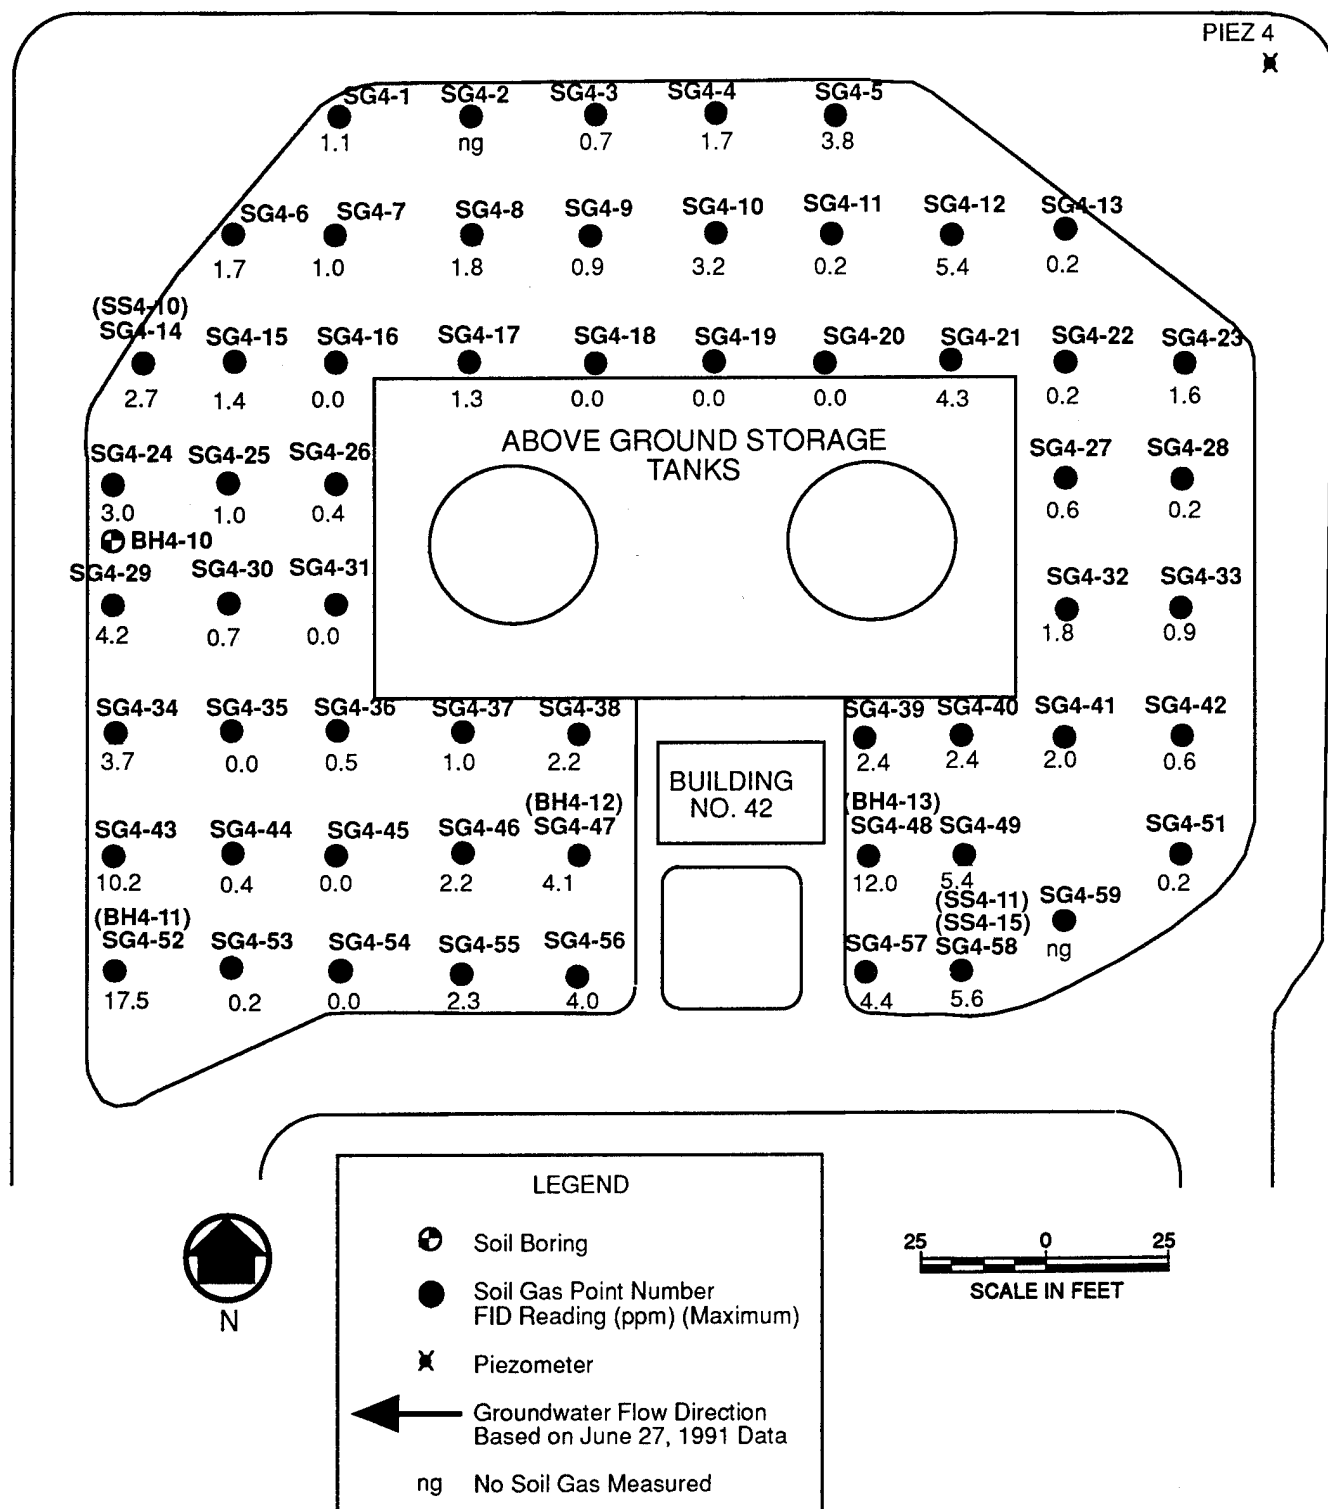 PIEZ 4
SG4-1 SG4-2 SG4-3 SG4-4 SG4-5
1.1 ng 0.7 1.7 3.8
SG4-6 SG4-7 SG4-8 SG4-9 SG4-10 SG4-11 SG4-12 SG4-13
1.7 1.0 1.8 0.9 3.2 0.2 5.4 0.2
(SS4-10)
SG4-14 SG4-15 SG4-16 SG4-17 SG4-18 SG4-19 SG4-20 SG4-21 SG4-22 SG4-23
2.7 1.4 0.0 1.3 0.0 0.0 0.0 4.3 0.2 1.6
ABOVE GROUND STORAGE
TANKS
SG4-24 SG4-25 SG4-26 SG4-27 SG4-28
3.0 1.0 0.4 0.6 0.2
BH4-10
SG4-29 SG4-30 SG4-31 SG4-32 SG4-33
4.2 0.7 0.0 1.8 0.9
SG4-34 SG4-35 SG4-36 SG4-37 SG4-38 SG4-39 SG4-40 SG4-41 SG4-42
3.7 0.0 0.5 1.0 2.2 2.4 2.4 2.0 0.6
BUILDING
NO. 42
(BH4-12) (BH4-13)
SG4-43 SG4-44 SG4-45 SG4-46 SG4-47 SG4-48 SG4-49 SG4-51
10.2 0.4 0.0 2.2 4.1 12.0 5.4 0.2
(BH4-11) (SS4-11) SG4-59
(SS4-15) ng
SG4-52 SG4-53 SG4-54 SG4-55 SG4-56 SG4-57 SG4-58
17.5 0.2 0.0 2.3 4.0 4.4 5.6
LEGEND
Soil Boring
Soil Gas Point Number
FID Reading (ppm) (Maximum)
Piezometer
Groundwater Flow Direction
Based on June 27, 1991 Data
ng No Soil Gas Measured
N
25 0 25
SCALE IN FEET